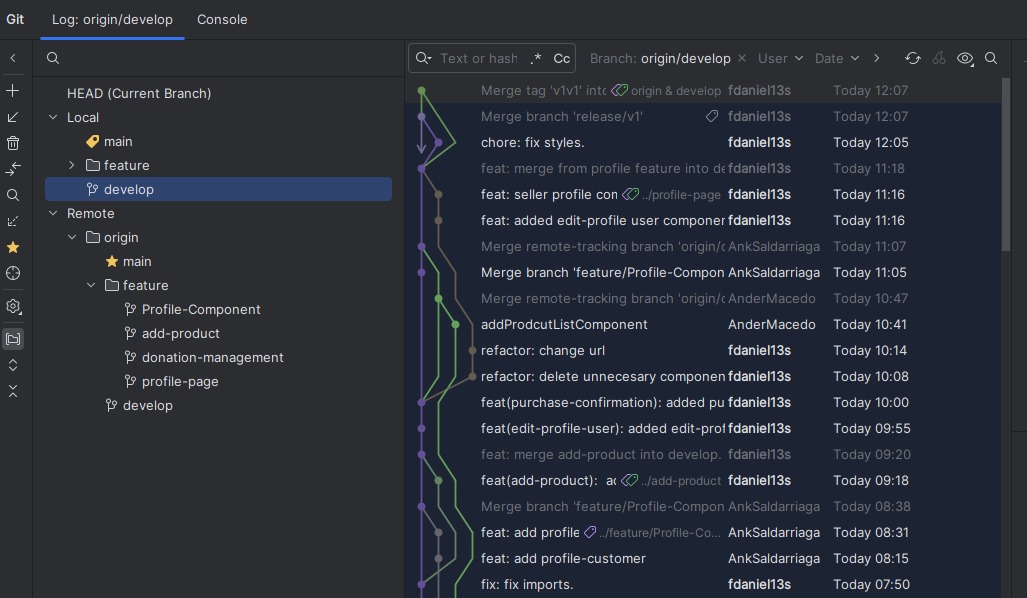 Git Log: origin/develop Console
Text or hash .* Cc Branch: origin/develop × User Date
HEAD (Current Branch)
Local
main
feature
develop
Remote
origin
main
feature
Profile-Component
add-product
donation-management
profile-page
develop
Merge tag 'v1v1' into origin & develop fdaniel13s Today 12:07
Merge branch 'release/v1' fdaniel13s Today 12:07
chore: fix styles. fdaniel13s Today 12:05
feat: merge from profile feature into de fdaniel13s Today 11:18
feat: seller profile con ../profile-page fdaniel13s Today 11:16
feat: added edit-profile user componer fdaniel13s Today 11:16
Merge remote-tracking branch 'origin/c AnkSaldarriaga Today 11:07
Merge branch 'feature/Profile-Compon AnkSaldarriaga Today 11:05
Merge remote-tracking branch 'origin/c AnderMacedo Today 10:47
addProdcutListComponent AnderMacedo Today 10:41
refactor: change url fdaniel13s Today 10:14
refactor: delete unnecesary componen fdaniel13s Today 10:08
feat(purchase-confirmation): added pu fdaniel13s Today 10:00
feat(edit-profile-user): added edit-prof fdaniel13s Today 09:55
feat: merge add-product into develop. fdaniel13s Today 09:20
feat(add-product): ac ../add-product fdaniel13s Today 09:18
Merge branch 'feature/Profile-Compon AnkSaldarriaga Today 08:38
feat: add profile ../feature/Profile-Co... AnkSaldarriaga Today 08:31
feat: add profile-customer AnkSaldarriaga Today 08:15
fix: fix imports. fdaniel13s Today 07:50